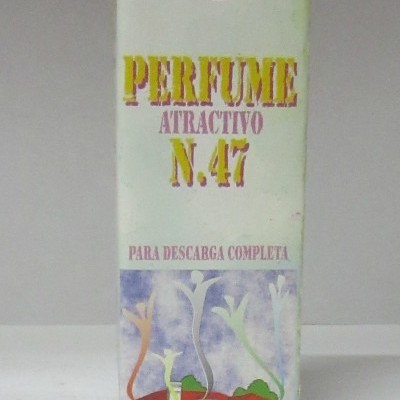 PERFUME
ATRACTIVO
N.47
PARA DESCARGA COMPLETA